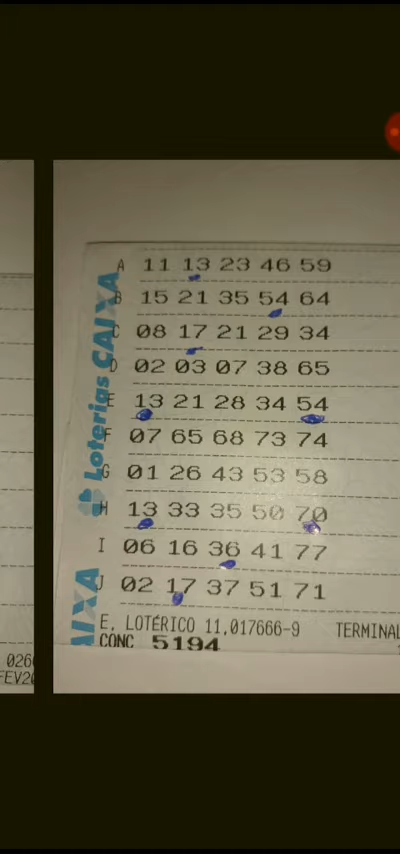 A 11 13 23 46 59
B 15 21 35 54 64
C 08 17 21 29 34
D 02 03 07 38 65
E 13 21 28 34 54
F 07 65 68 73 74
G 01 26 43 53 58
H 13 33 35 50 70
I 06 16 36 41 77
J 02 17 37 51 71
E. LOTÉRICO 11.017666-9 TERMINAL
CONC 5194
Loterias CAIXA
AIXA
026
FEV20